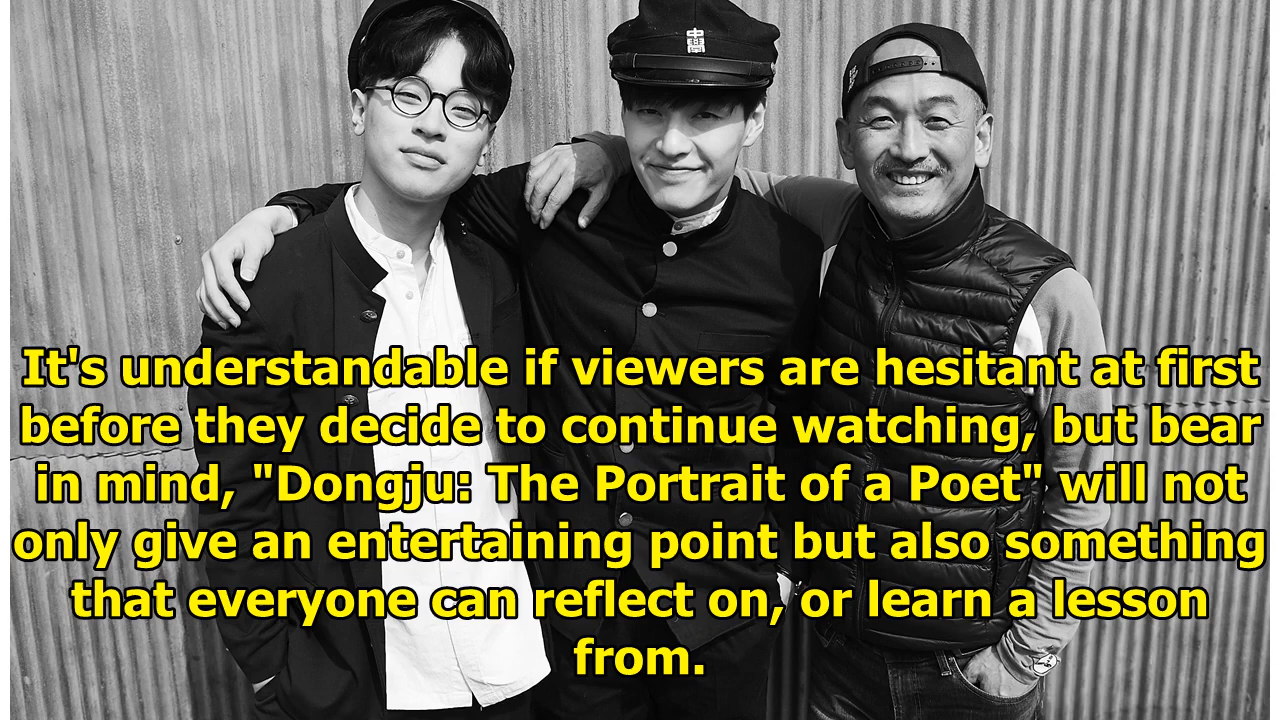 It's understandable if viewers are hesitant at first
before they decide to continue watching, but bear
in mind, "Dongju: The Portrait of a Poet" will not
only give an entertaining point but also something
that everyone can reflect on, or learn a lesson
from.